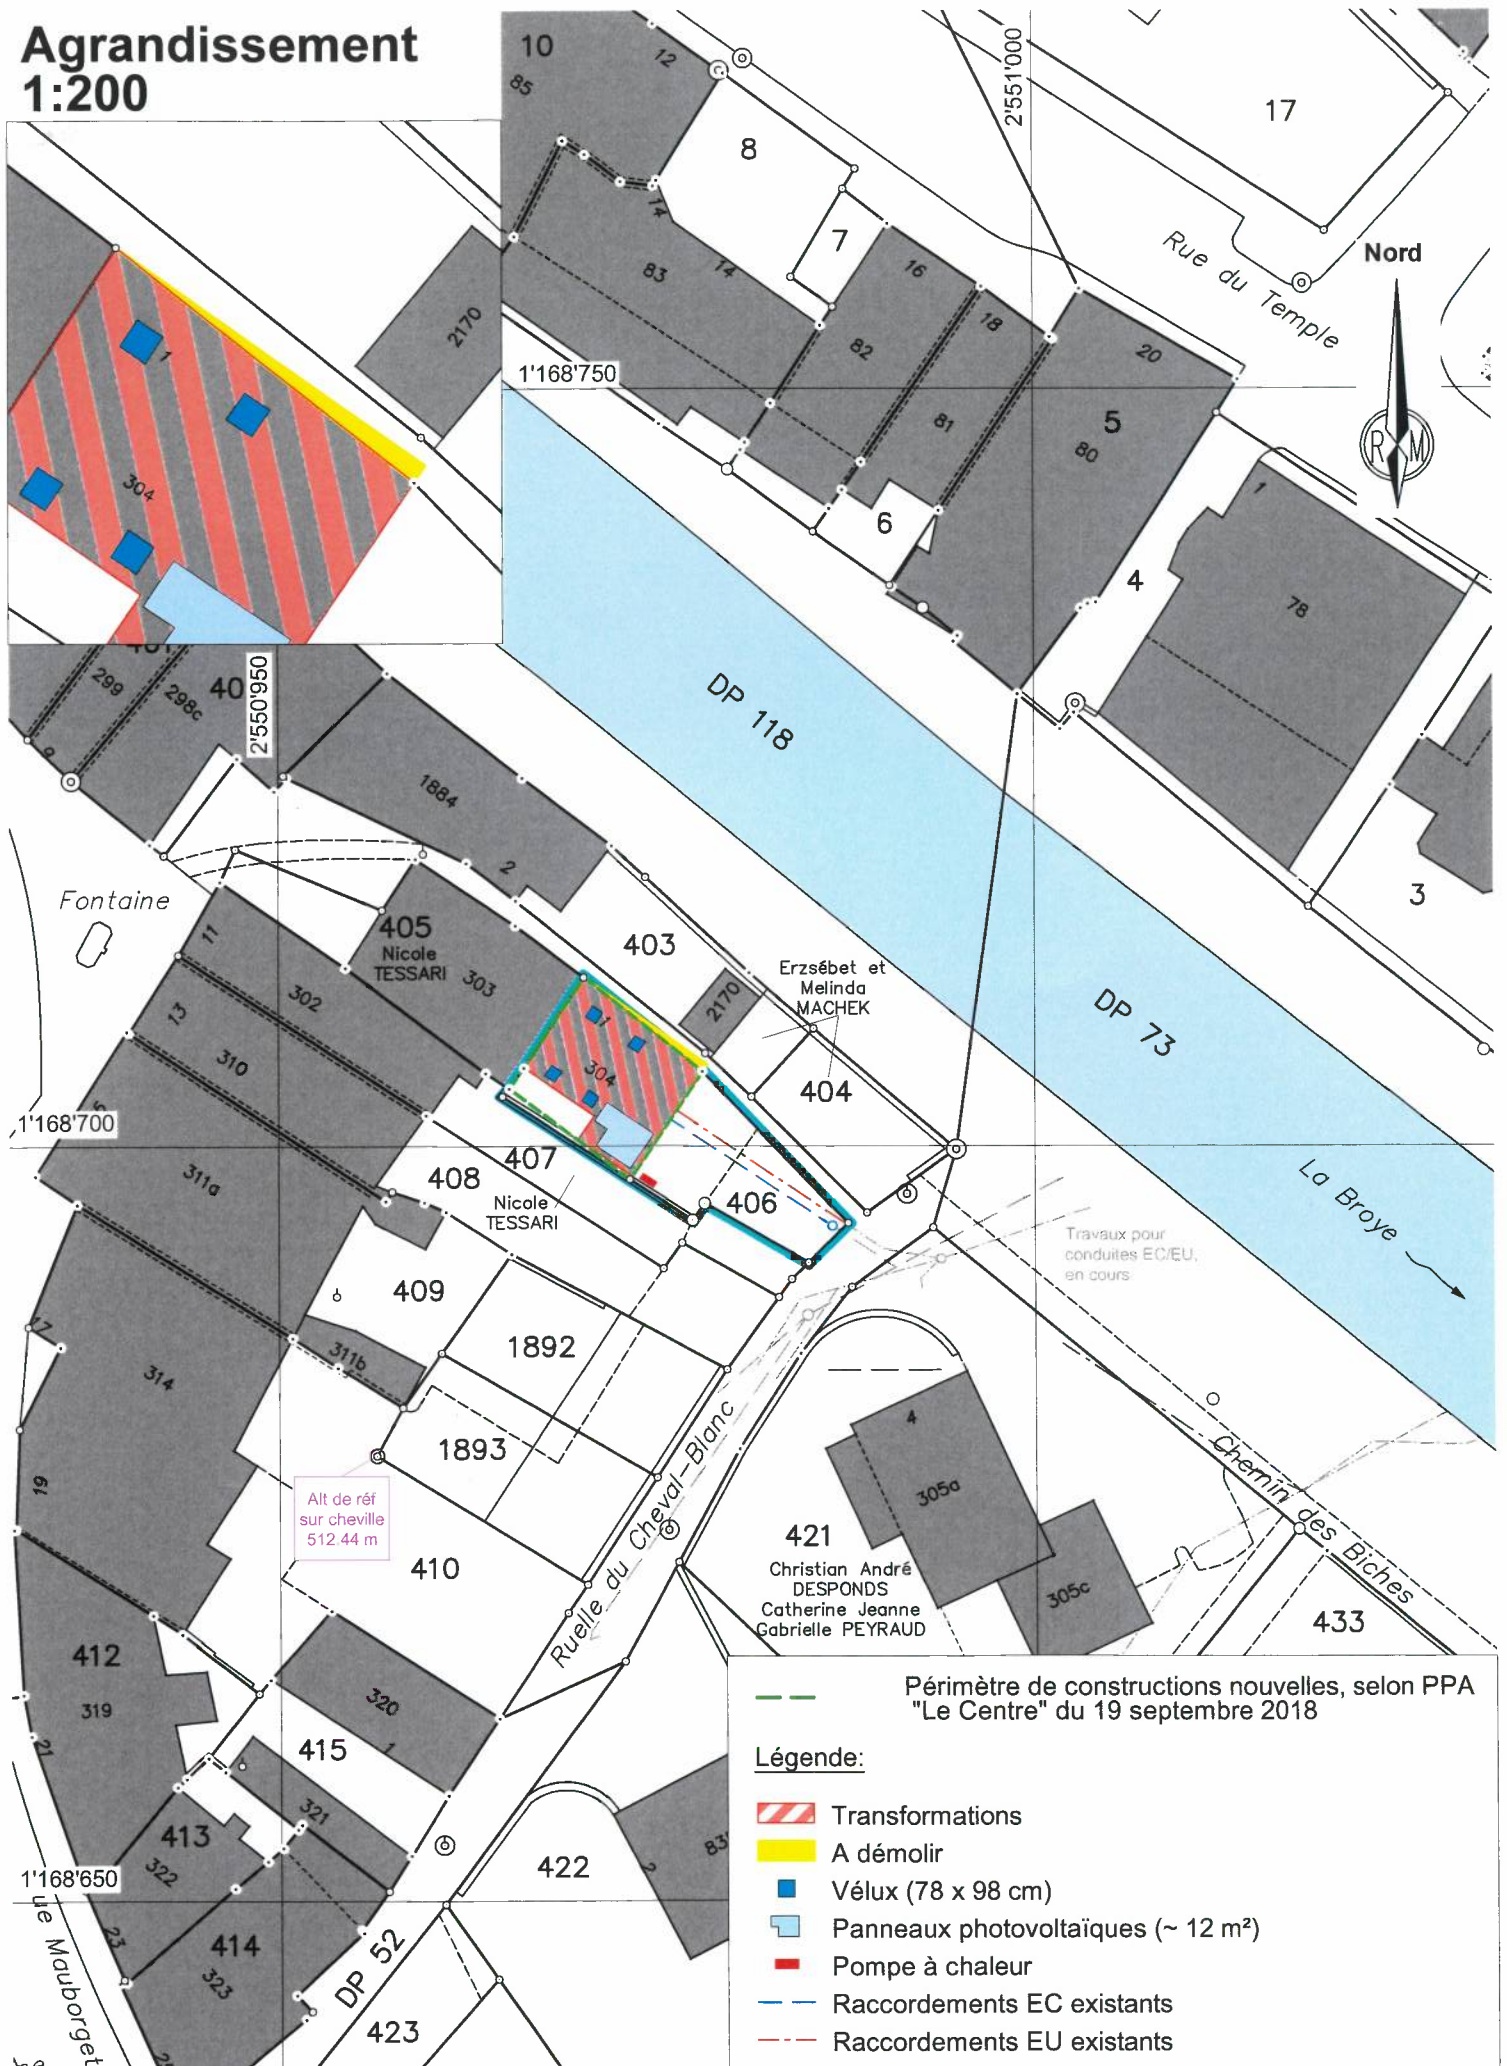 Agrandissement
1:200
10
85
12
8
14
7
83
14
16
82
18
81
20
5
80
6
4
1
78
17
3
2'551'000
Rue du Temple
Nord
R M
1'168'750
2170
1
304
299
40
298c
2'550'950
9
1884
2
DP 118
DP 73
La Broye
Fontaine
405
Nicole
TESSARI
303
403
2170
Erzsébet et
Melinda
MACHEK
404
11
302
13
310
1
304
1'168'700
311a
407
408
Nicole
TESSARI
406
Travaux pour
conduites EC/EU,
en cours
409
17
311b
314
1892
1893
19
Alt de réf
sur cheville
512.44 m
410
Ruelle du Cheval-Blanc
4
305a
305c
421
Christian André
DESPONDS
Catherine Jeanne
Gabrielle PEYRAUD
Chemin des Biches
433
412
319
21
320
1
415
321
413
322
1'168'650
23
414
323
DP 52
422
2
423
ue Mauborget
Périmètre de constructions nouvelles, selon PPA
"Le Centre" du 19 septembre 2018
Légende:
Transformations
A démolir
Vélux (78 x 98 cm)
Panneaux photovoltaïques (~ 12 m²)
Pompe à chaleur
Raccordements EC existants
Raccordements EU existants